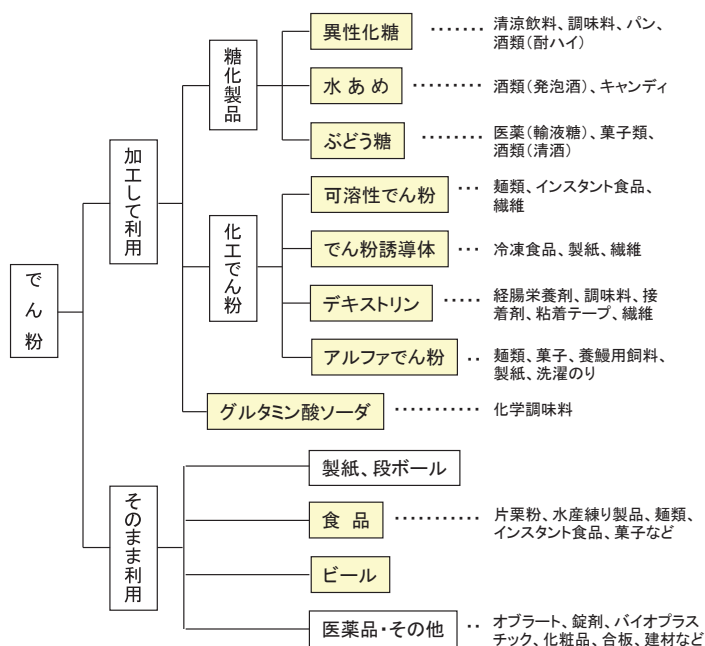 でん粉
加工して利用
糖化製品
異性化糖 ‥‥‥‥ 清涼飲料、調味料、パン、
酒類(酎ハイ)
水あめ ‥‥‥‥‥ 酒類(発泡酒)、キャンディ
ぶどう糖 ‥‥‥‥ 医薬(輸液糖)、菓子類、
酒類(清酒)
化工でん粉
可溶性でん粉 ‥‥ 麺類、インスタント食品、
繊維
でん粉誘導体 ‥‥ 冷凍食品、製紙、繊維
デキストリン ‥‥‥ 経腸栄養剤、調味料、接
着剤、粘着テープ、繊維
アルファでん粉 ‥ 麺類、菓子、養鰻用飼料、
製紙、洗濯のり
グルタミン酸ソーダ ‥‥‥‥‥‥ 化学調味料
そのまま利用
製紙、段ボール
食品 ‥‥‥‥‥‥ 片栗粉、水産練り製品、麺類、
インスタント食品、菓子など
ビール
医薬品・その他 ‥ オブラート、錠剤、バイオプラス
チック、化粧品、合板、建材など